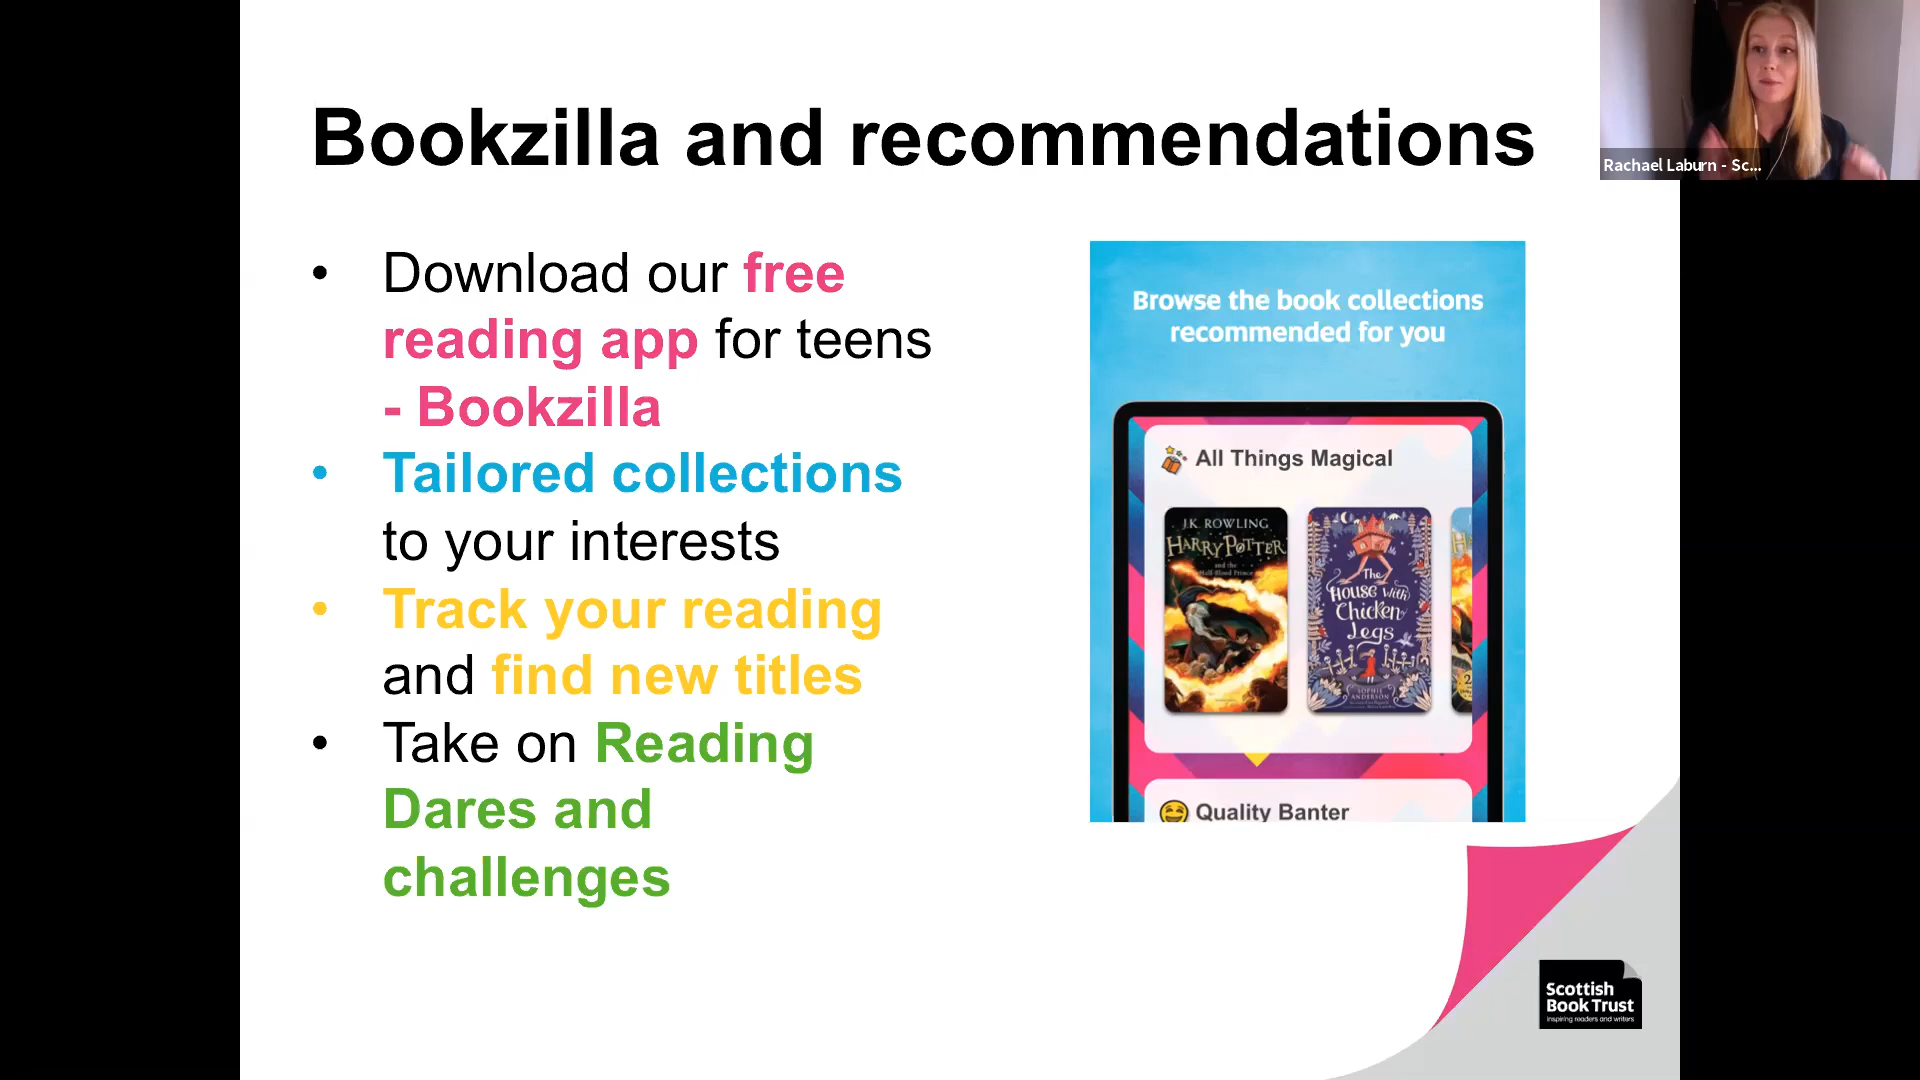 Bookzilla and recommendations
Rachael Laburn - Sc...
• Download our free
reading app for teens
- Bookzilla
• Tailored collections
to your interests
• Track your reading
and find new titles
• Take on Reading
Dares and
challenges
Browse the book collections
recommended for you
All Things Magical
J.K. ROWLING
HARRY POTTER
and the
Half-Blood Prince
The
House with
Chicken
Legs
SOPHIE
ANDERSON
Quality Banter
Scottish
Book Trust
inspiring readers and writers